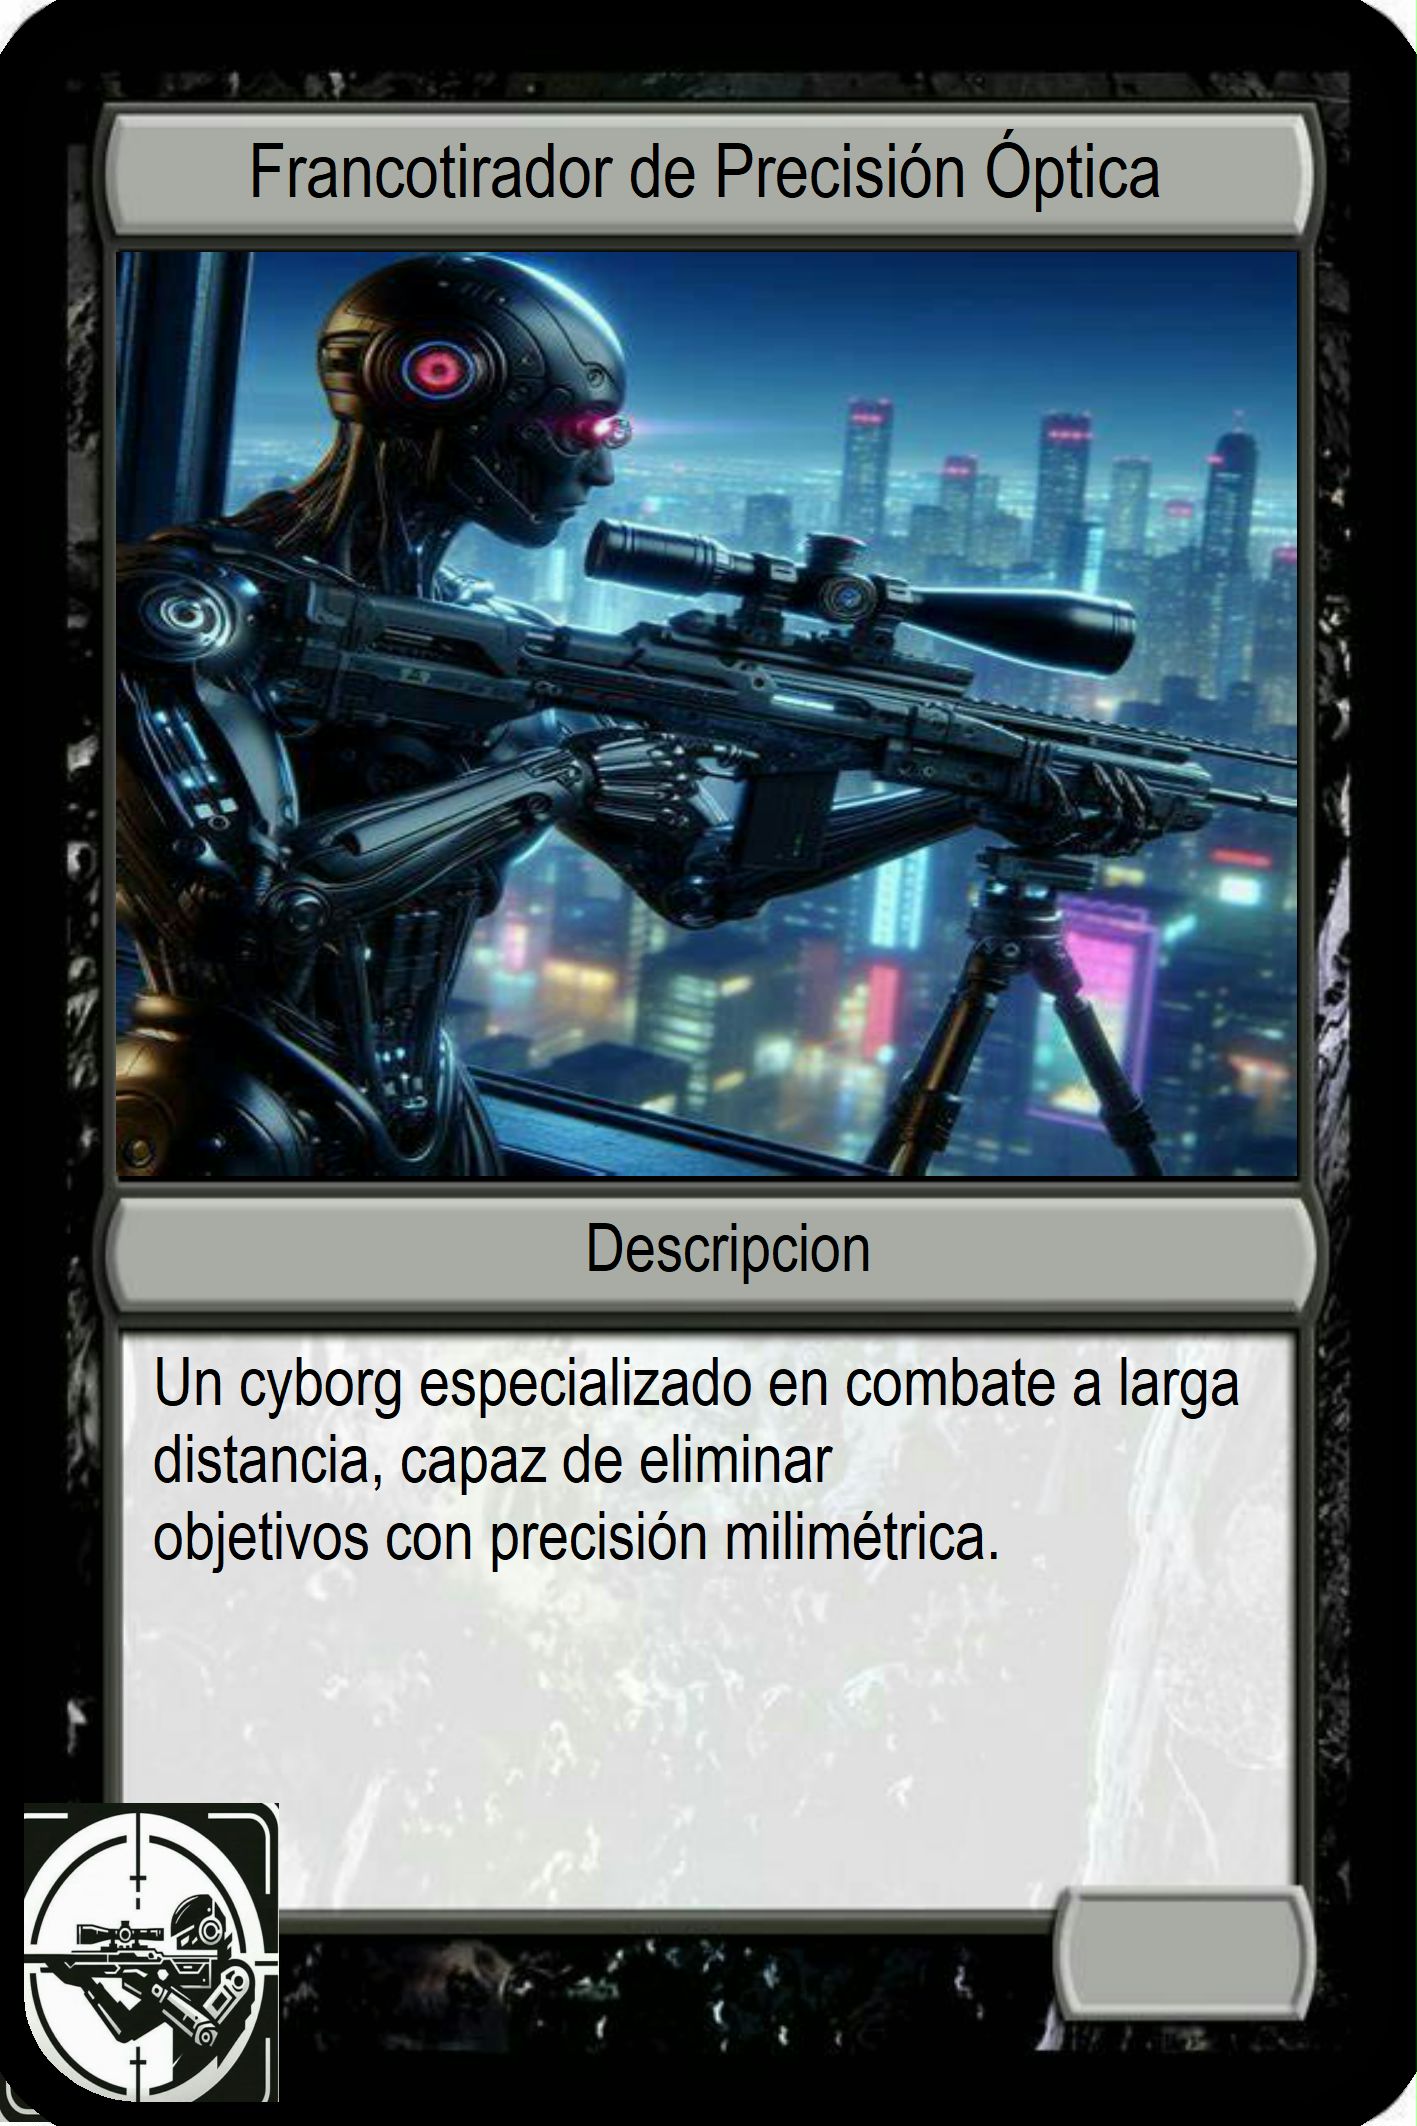 Francotirador de Precisión Óptica
Descripcion
Un cyborg especializado en combate a larga
distancia, capaz de eliminar
objetivos con precisión milimétrica.